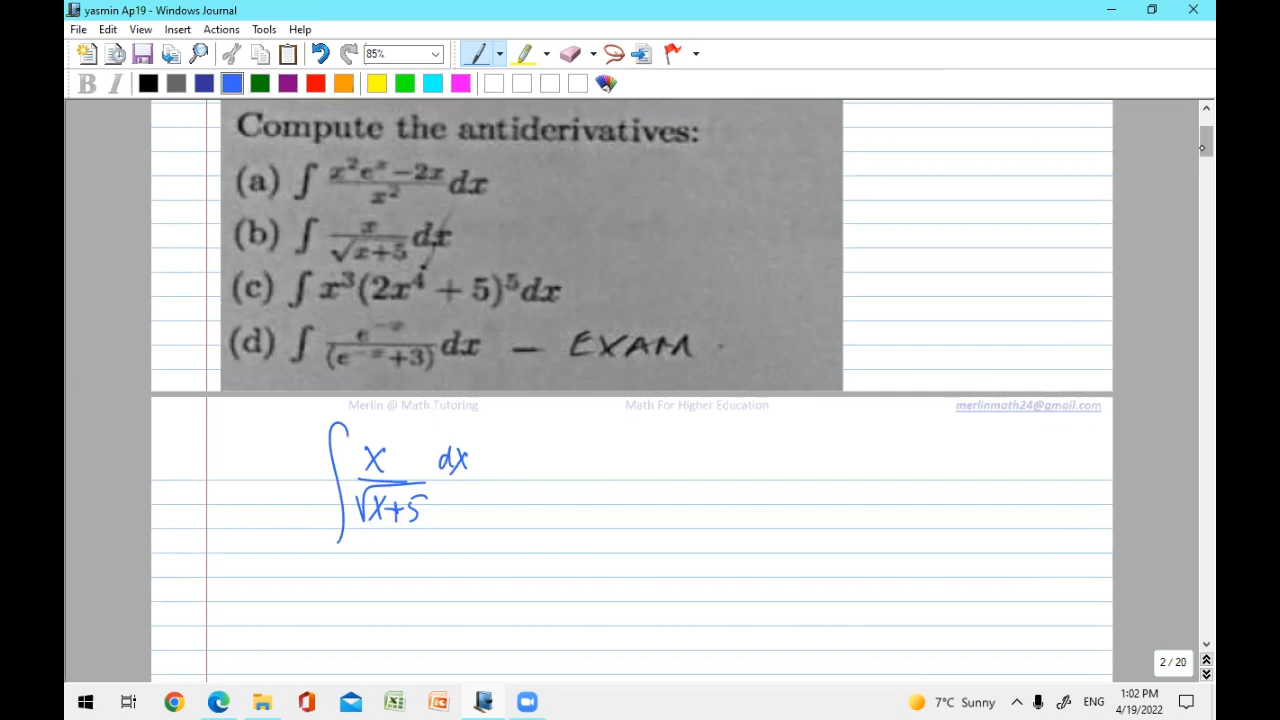 yasmin Ap19 - Windows Journal
File Edit View Insert Actions Tools Help
85%
B I
Compute the antiderivatives:
(a) ∫ (x²eˣ − 2x)/x² dx
(b) ∫ x/√(x+5) dx
(c) ∫ x³(2x⁴ + 5)⁵dx
(d) ∫ e⁻ˣ/(e⁻ˣ+3) dx – EXAM
Merlin @ Math Tutoring Math For Higher Education merlinmath24@gmail.com
∫ x/√(x+5) dx
2 / 20
7°C Sunny ENG 1:02 PM
4/19/2022